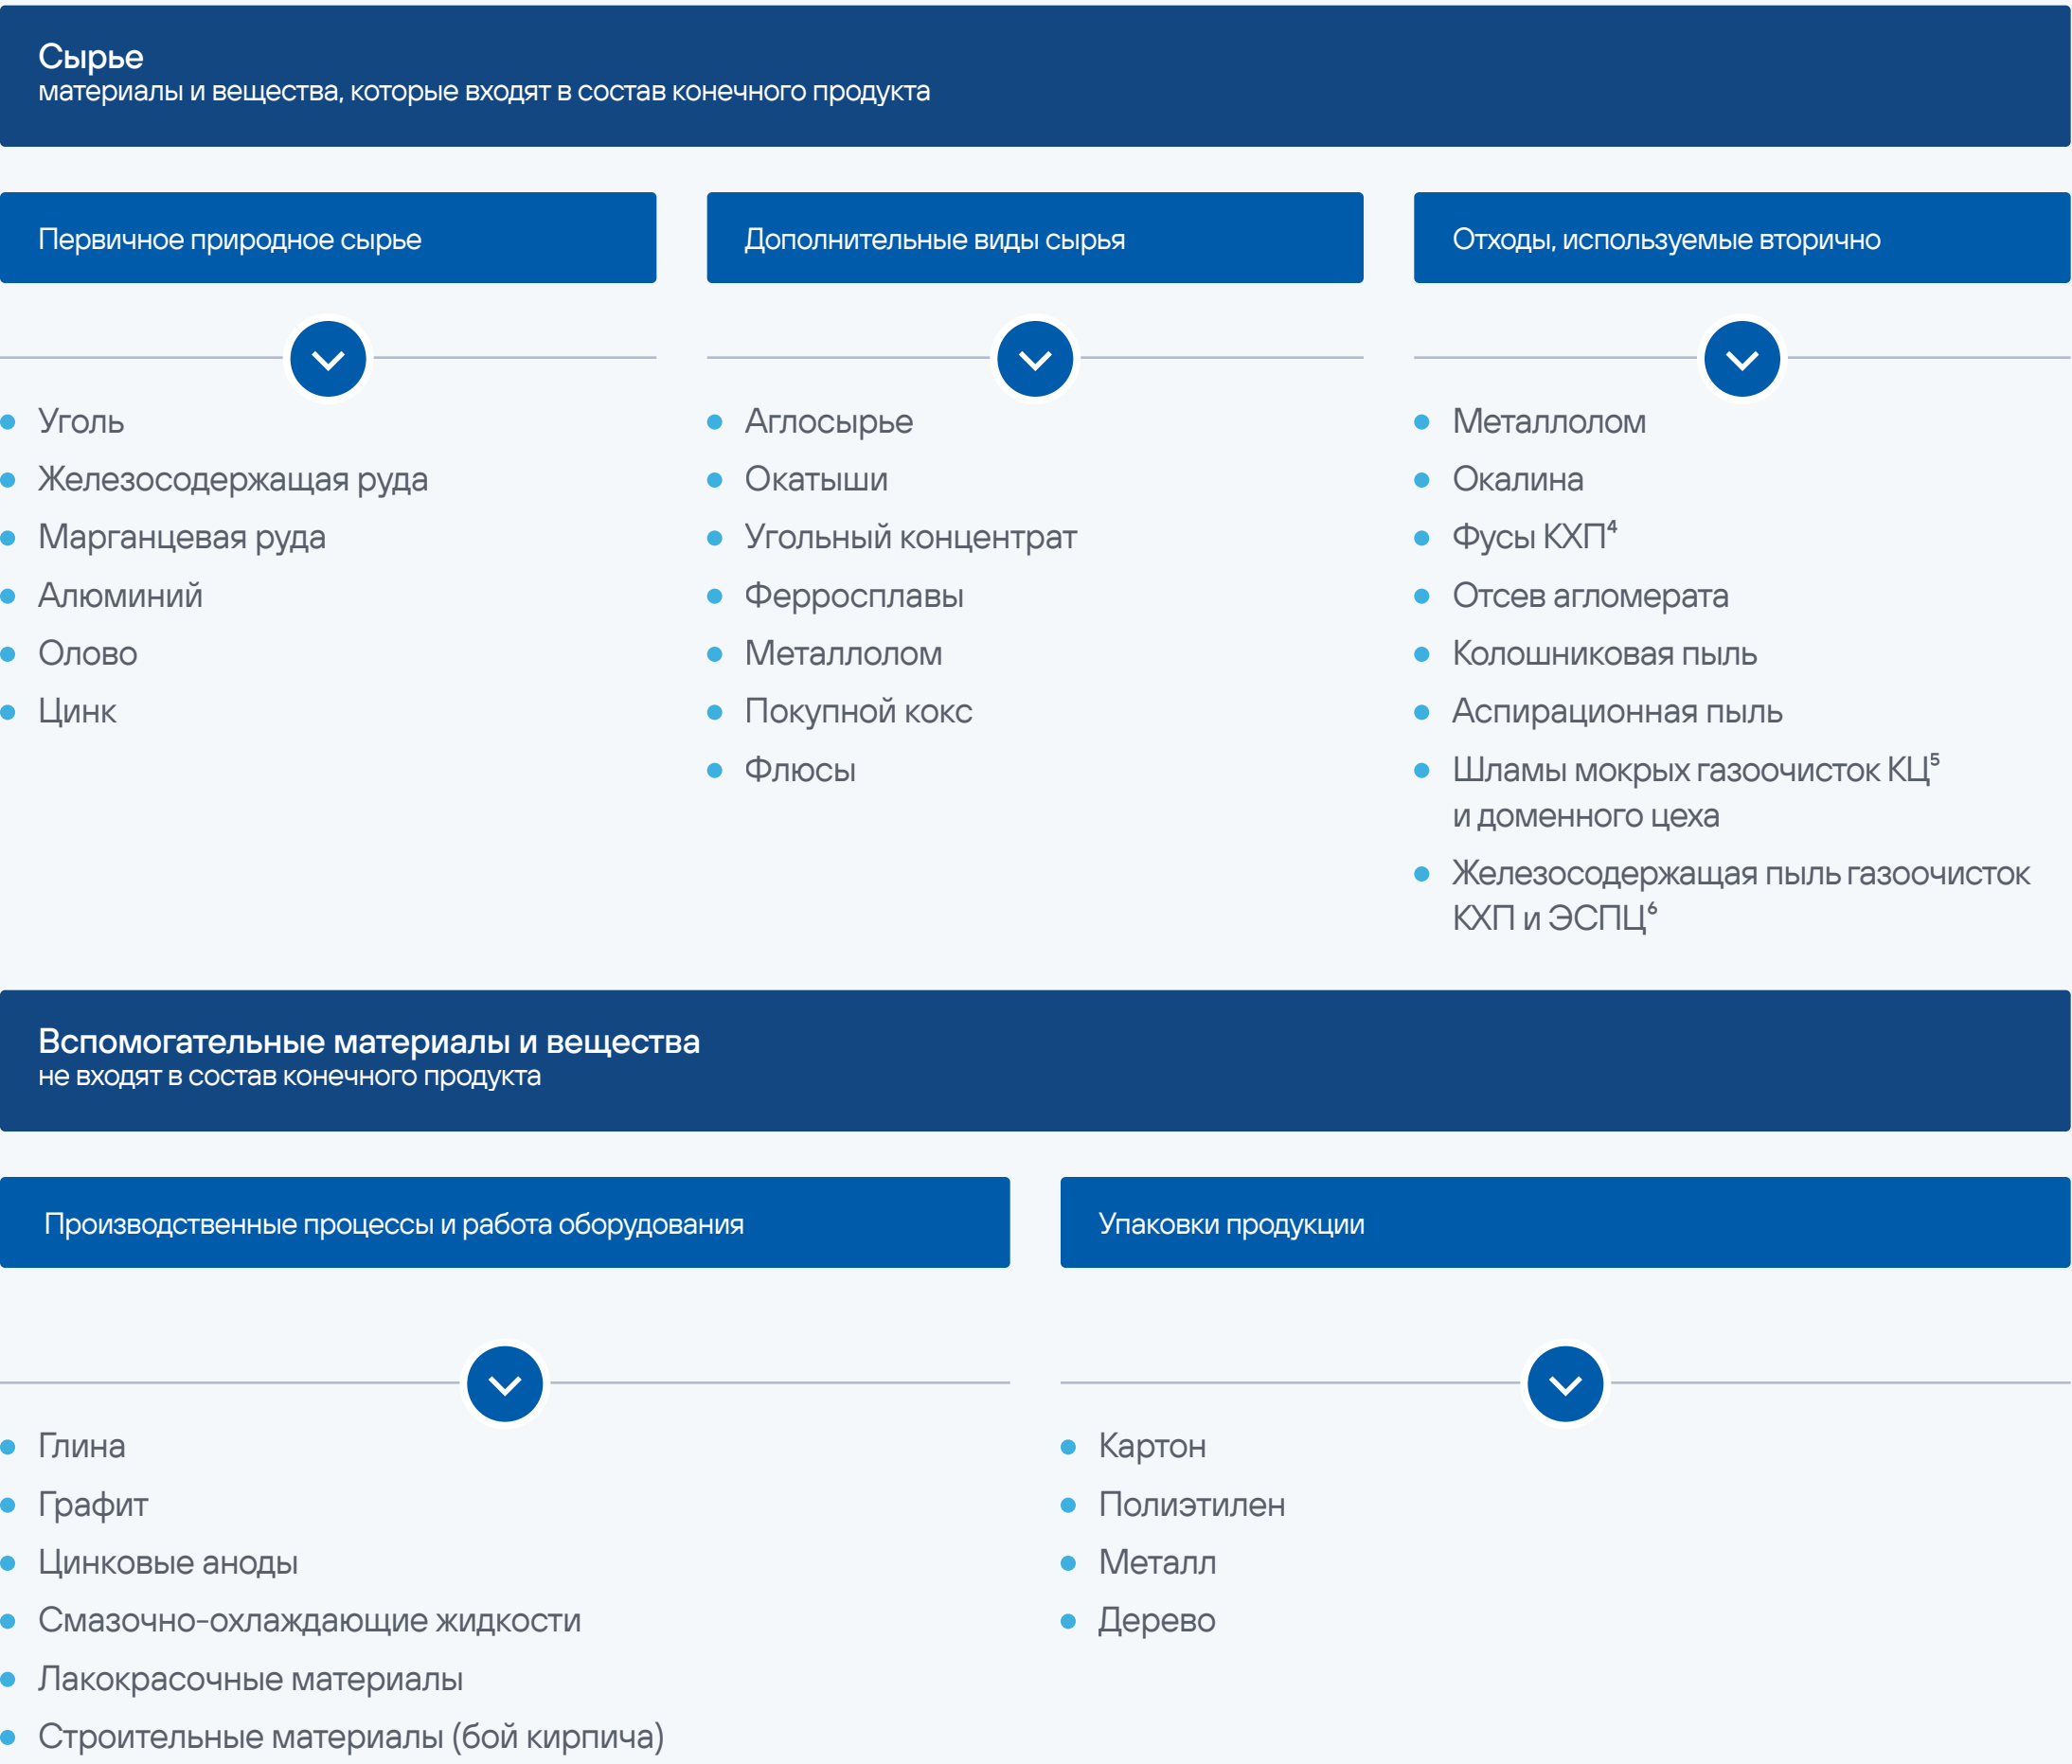 Сырье
материалы и вещества, которые входят в состав конечного продукта
Первичное природное сырье
Уголь
Железосодержащая руда
Марганцевая руда
Алюминий
Олово
Цинк
Дополнительные виды сырья
Аглосырье
Окатыши
Угольный концентрат
Ферросплавы
Металлолом
Покупной кокс
Флюсы
Отходы, используемые вторично
Металлолом
Окалина
Фусы КХП⁴
Отсев агломерата
Колошниковая пыль
Аспирационная пыль
Шламы мокрых газоочисток КЦ⁵
и доменного цеха
Железосодержащая пыль газоочисток
КХП и ЭСПЦ⁶
Вспомогательные материалы и вещества
не входят в состав конечного продукта
Производственные процессы и работа оборудования
Глина
Графит
Цинковые аноды
Смазочно-охлаждающие жидкости
Лакокрасочные материалы
Строительные материалы (бой кирпича)
Упаковки продукции
Картон
Полиэтилен
Металл
Дерево